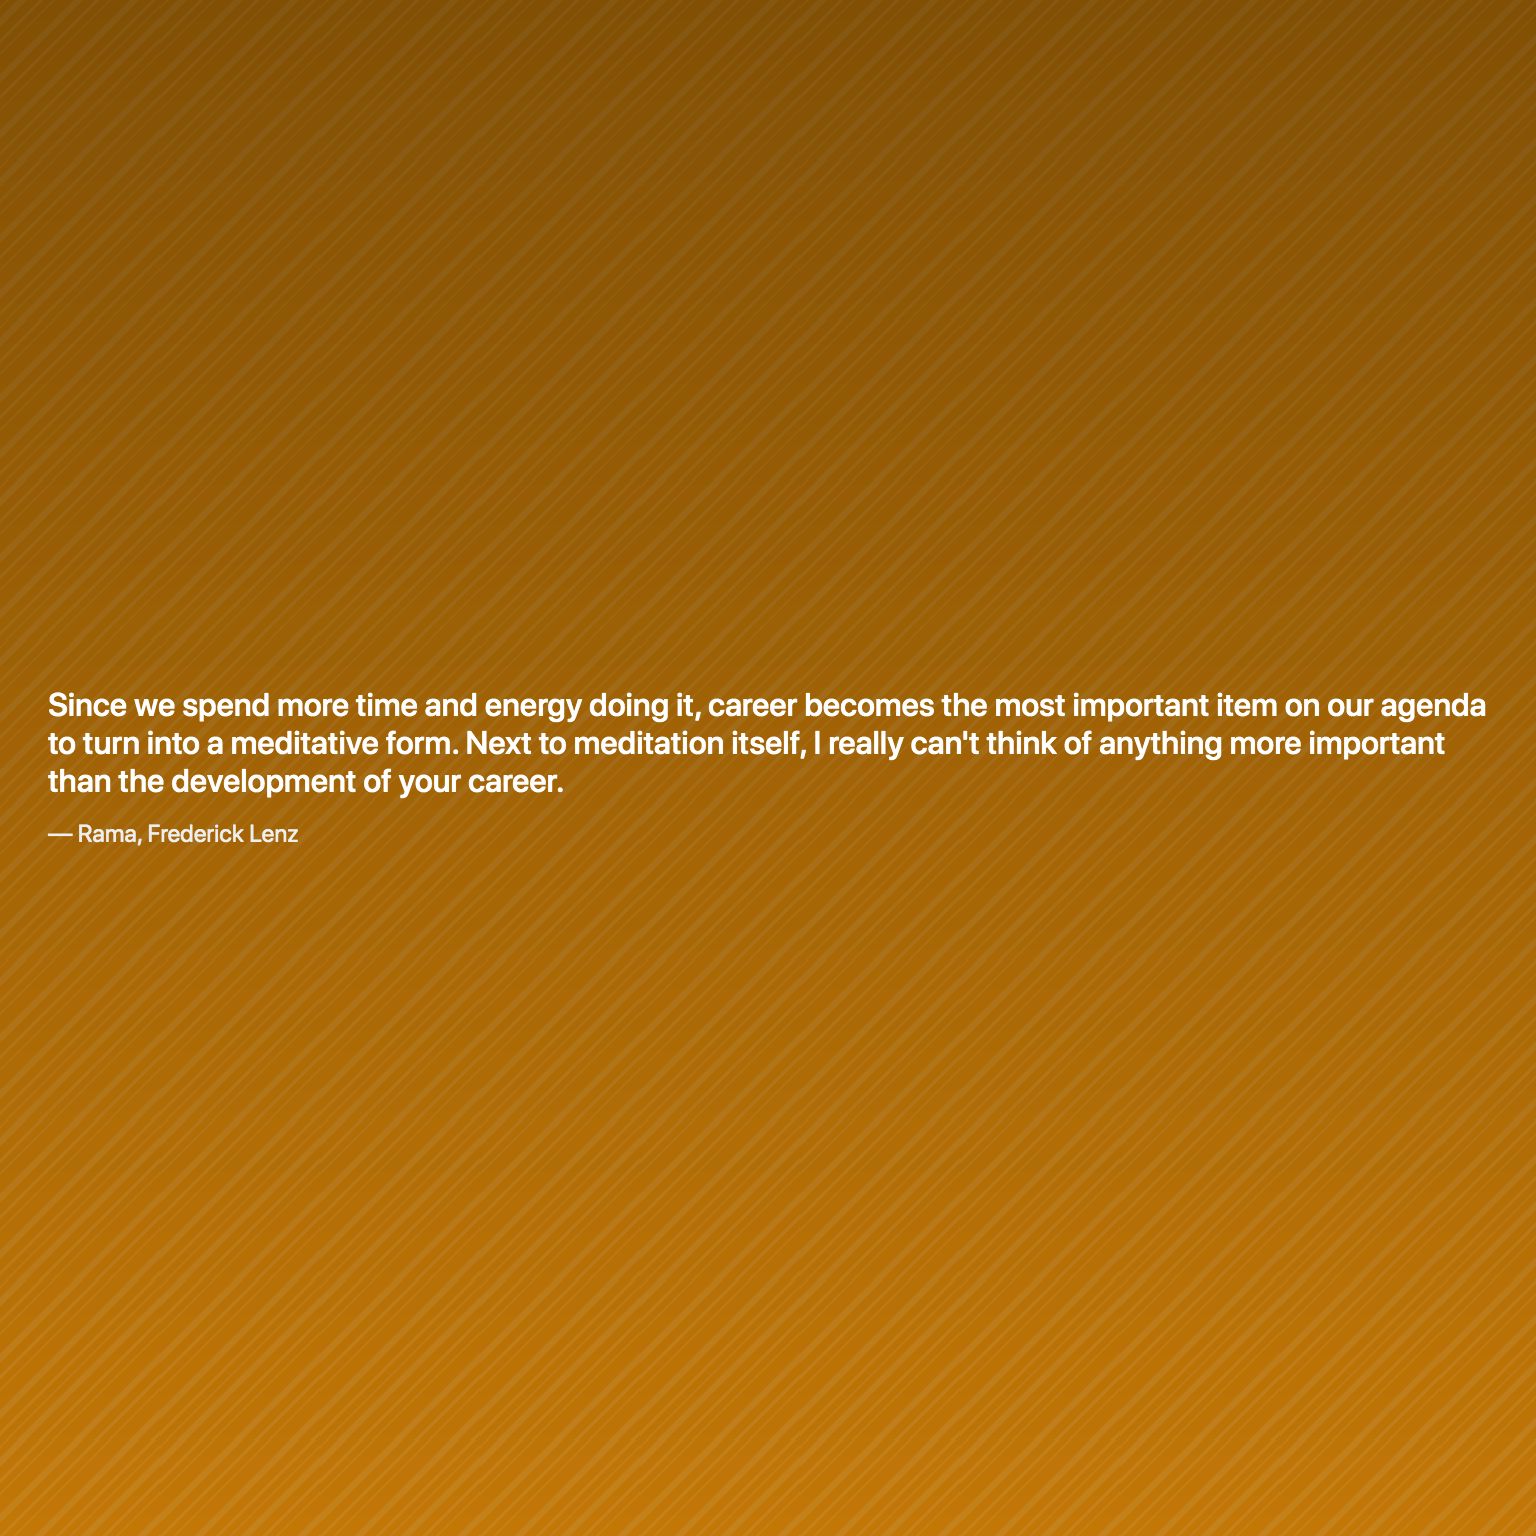 Since we spend more time and energy doing it, career becomes the most important item on our agenda
to turn into a meditative form. Next to meditation itself, I really can't think of anything more important
than the development of your career.
— Rama, Frederick Lenz